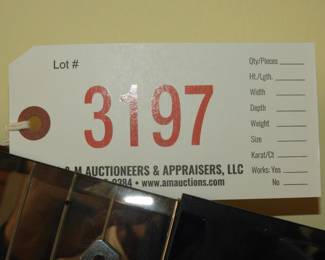 Lot #
3197
& M AUCTIONEERS & APPRAISERS, LLC
0284 • www.amauctions.com
Qty/Pieces
Ht./Lgth.
Width
Depth
Weight
Size
Karat/Ct
Works: Yes
No